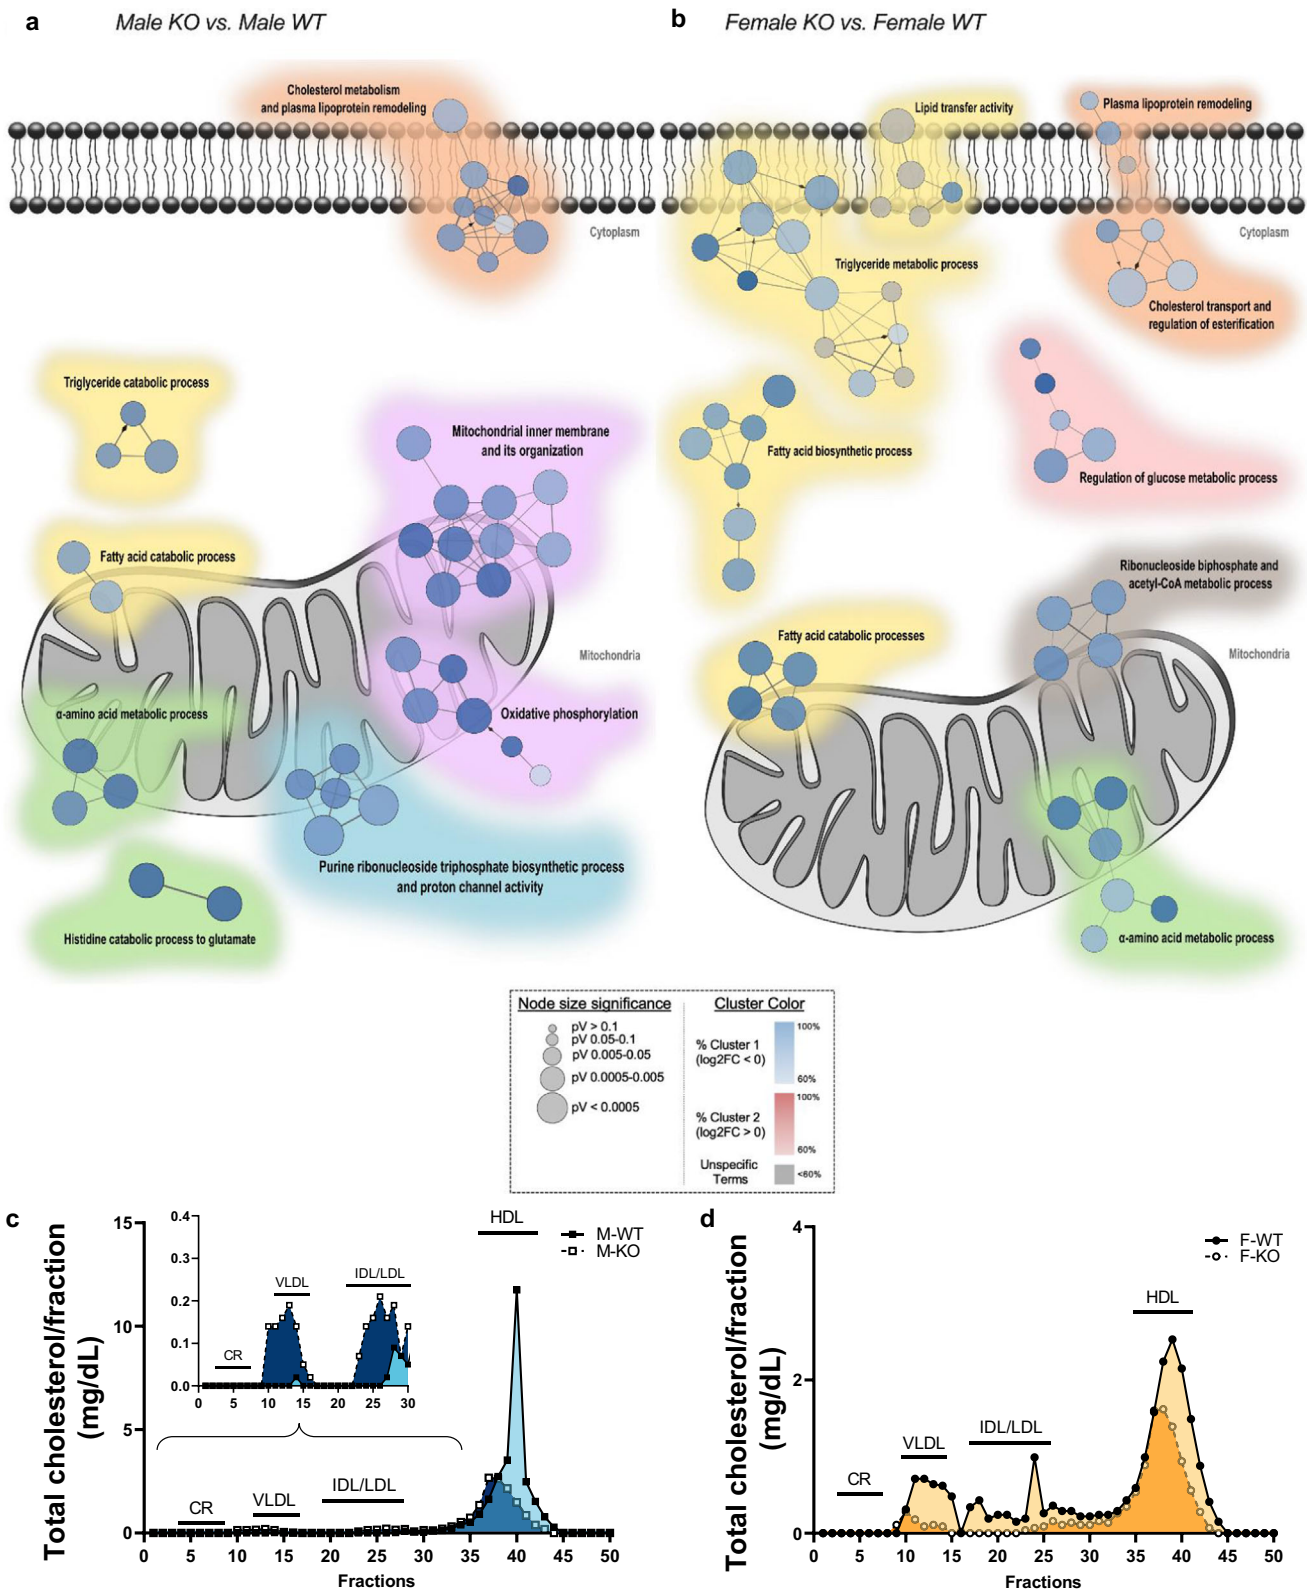 a
Male KO vs. Male WT
Cholesterol metabolism
and plasma lipoprotein remodeling
Cytoplasm
Triglyceride catabolic process
Mitochondrial inner membrane
and its organization
Fatty acid catabolic process
Mitochondria
α-amino acid metabolic process
Oxidative phosphorylation
Purine ribonucleoside triphosphate biosynthetic process
and proton channel activity
Histidine catabolic process to glutamate
b
Female KO vs. Female WT
Lipid transfer activity
Plasma lipoprotein remodeling
Cytoplasm
Triglyceride metabolic process
Cholesterol transport and
regulation of esterification
Fatty acid biosynthetic process
Regulation of glucose metabolic process
Ribonucleoside biphosphate and
acetyl-CoA metabolic process
Fatty acid catabolic processes
Mitochondria
α-amino acid metabolic process
Node size significance
pV > 0.1
pV 0.05-0.1
pV 0.005-0.05
pV 0.0005-0.005
pV < 0.0005
Cluster Color
% Cluster 1
(log2FC < 0)
100%
60%
% Cluster 2
(log2FC > 0)
100%
60%
Unspecific
Terms
<60%
c
Total cholesterol/fraction
(mg/dL)
15
10
5
0
0.4
0.3
0.2
0.1
0.0
CR
VLDL
IDL/LDL
0 5 10 15 20 25 30
HDL
M-WT
M-KO
CR
VLDL
IDL/LDL
0 5 10 15 20 25 30 35 40 45 50
Fractions
d
Total cholesterol/fraction
(mg/dL)
4
2
0
F-WT
F-KO
HDL
IDL/LDL
VLDL
CR
0 5 10 15 20 25 30 35 40 45 50
Fractions